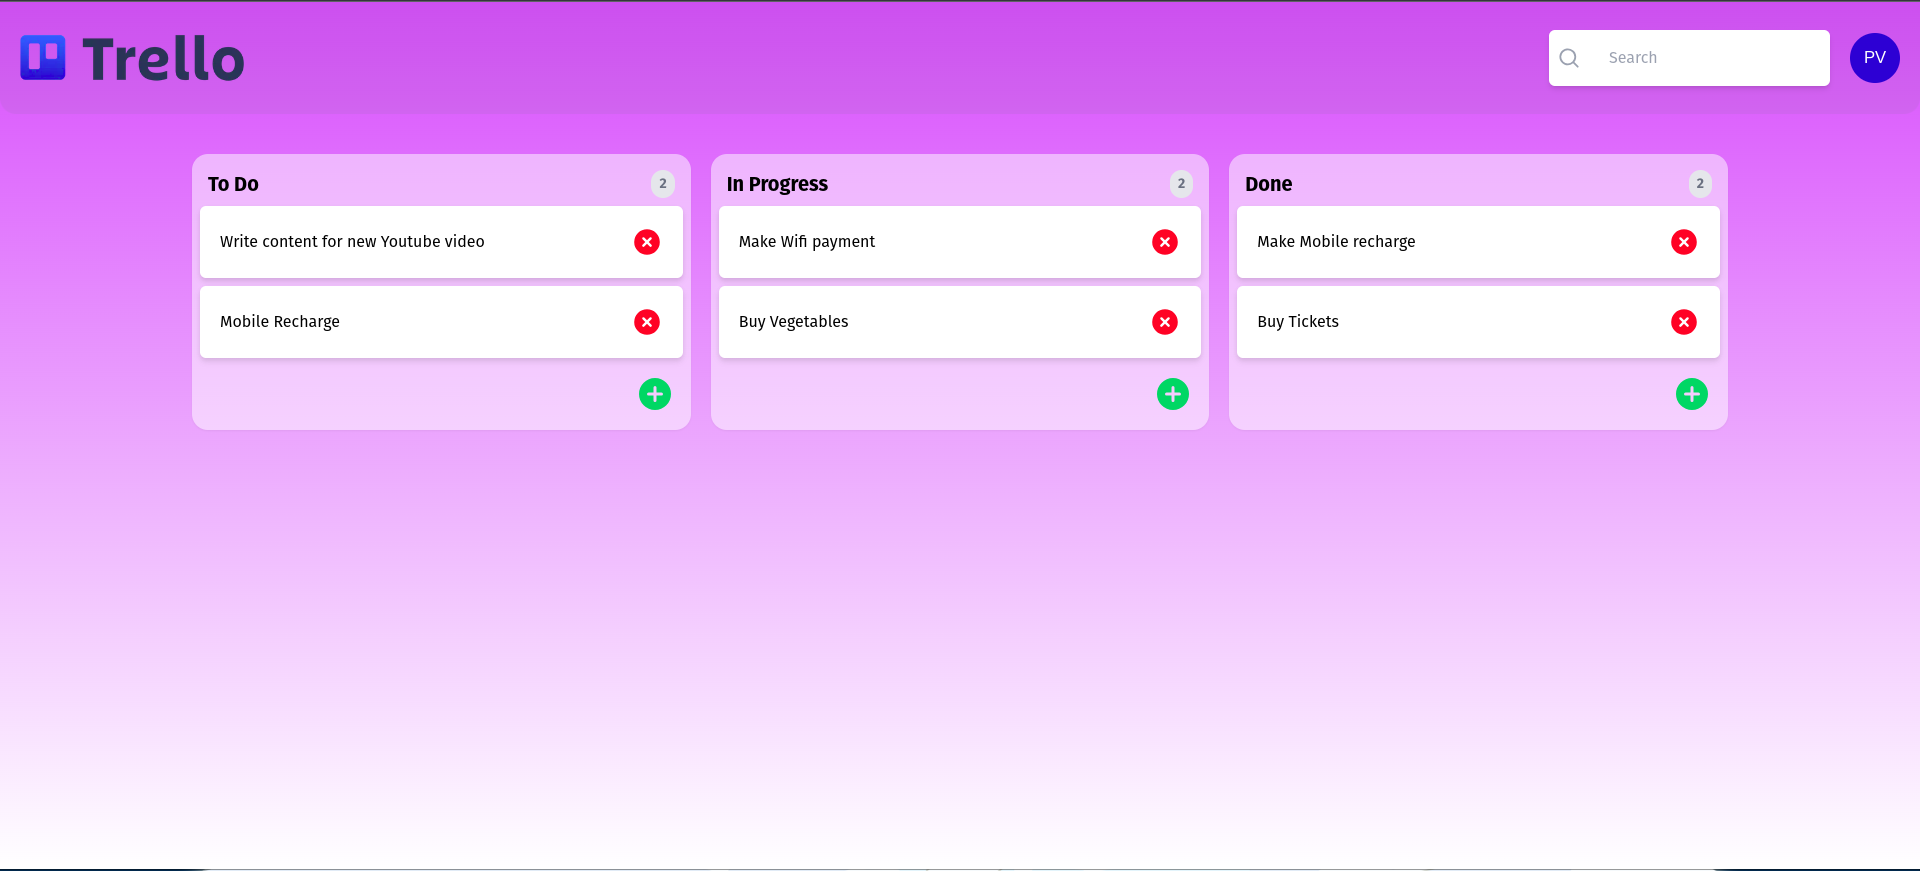 Trello
Search
PV
To Do
2
Write content for new Youtube video
Mobile Recharge
In Progress
2
Make Wifi payment
Buy Vegetables
Done
2
Make Mobile recharge
Buy Tickets